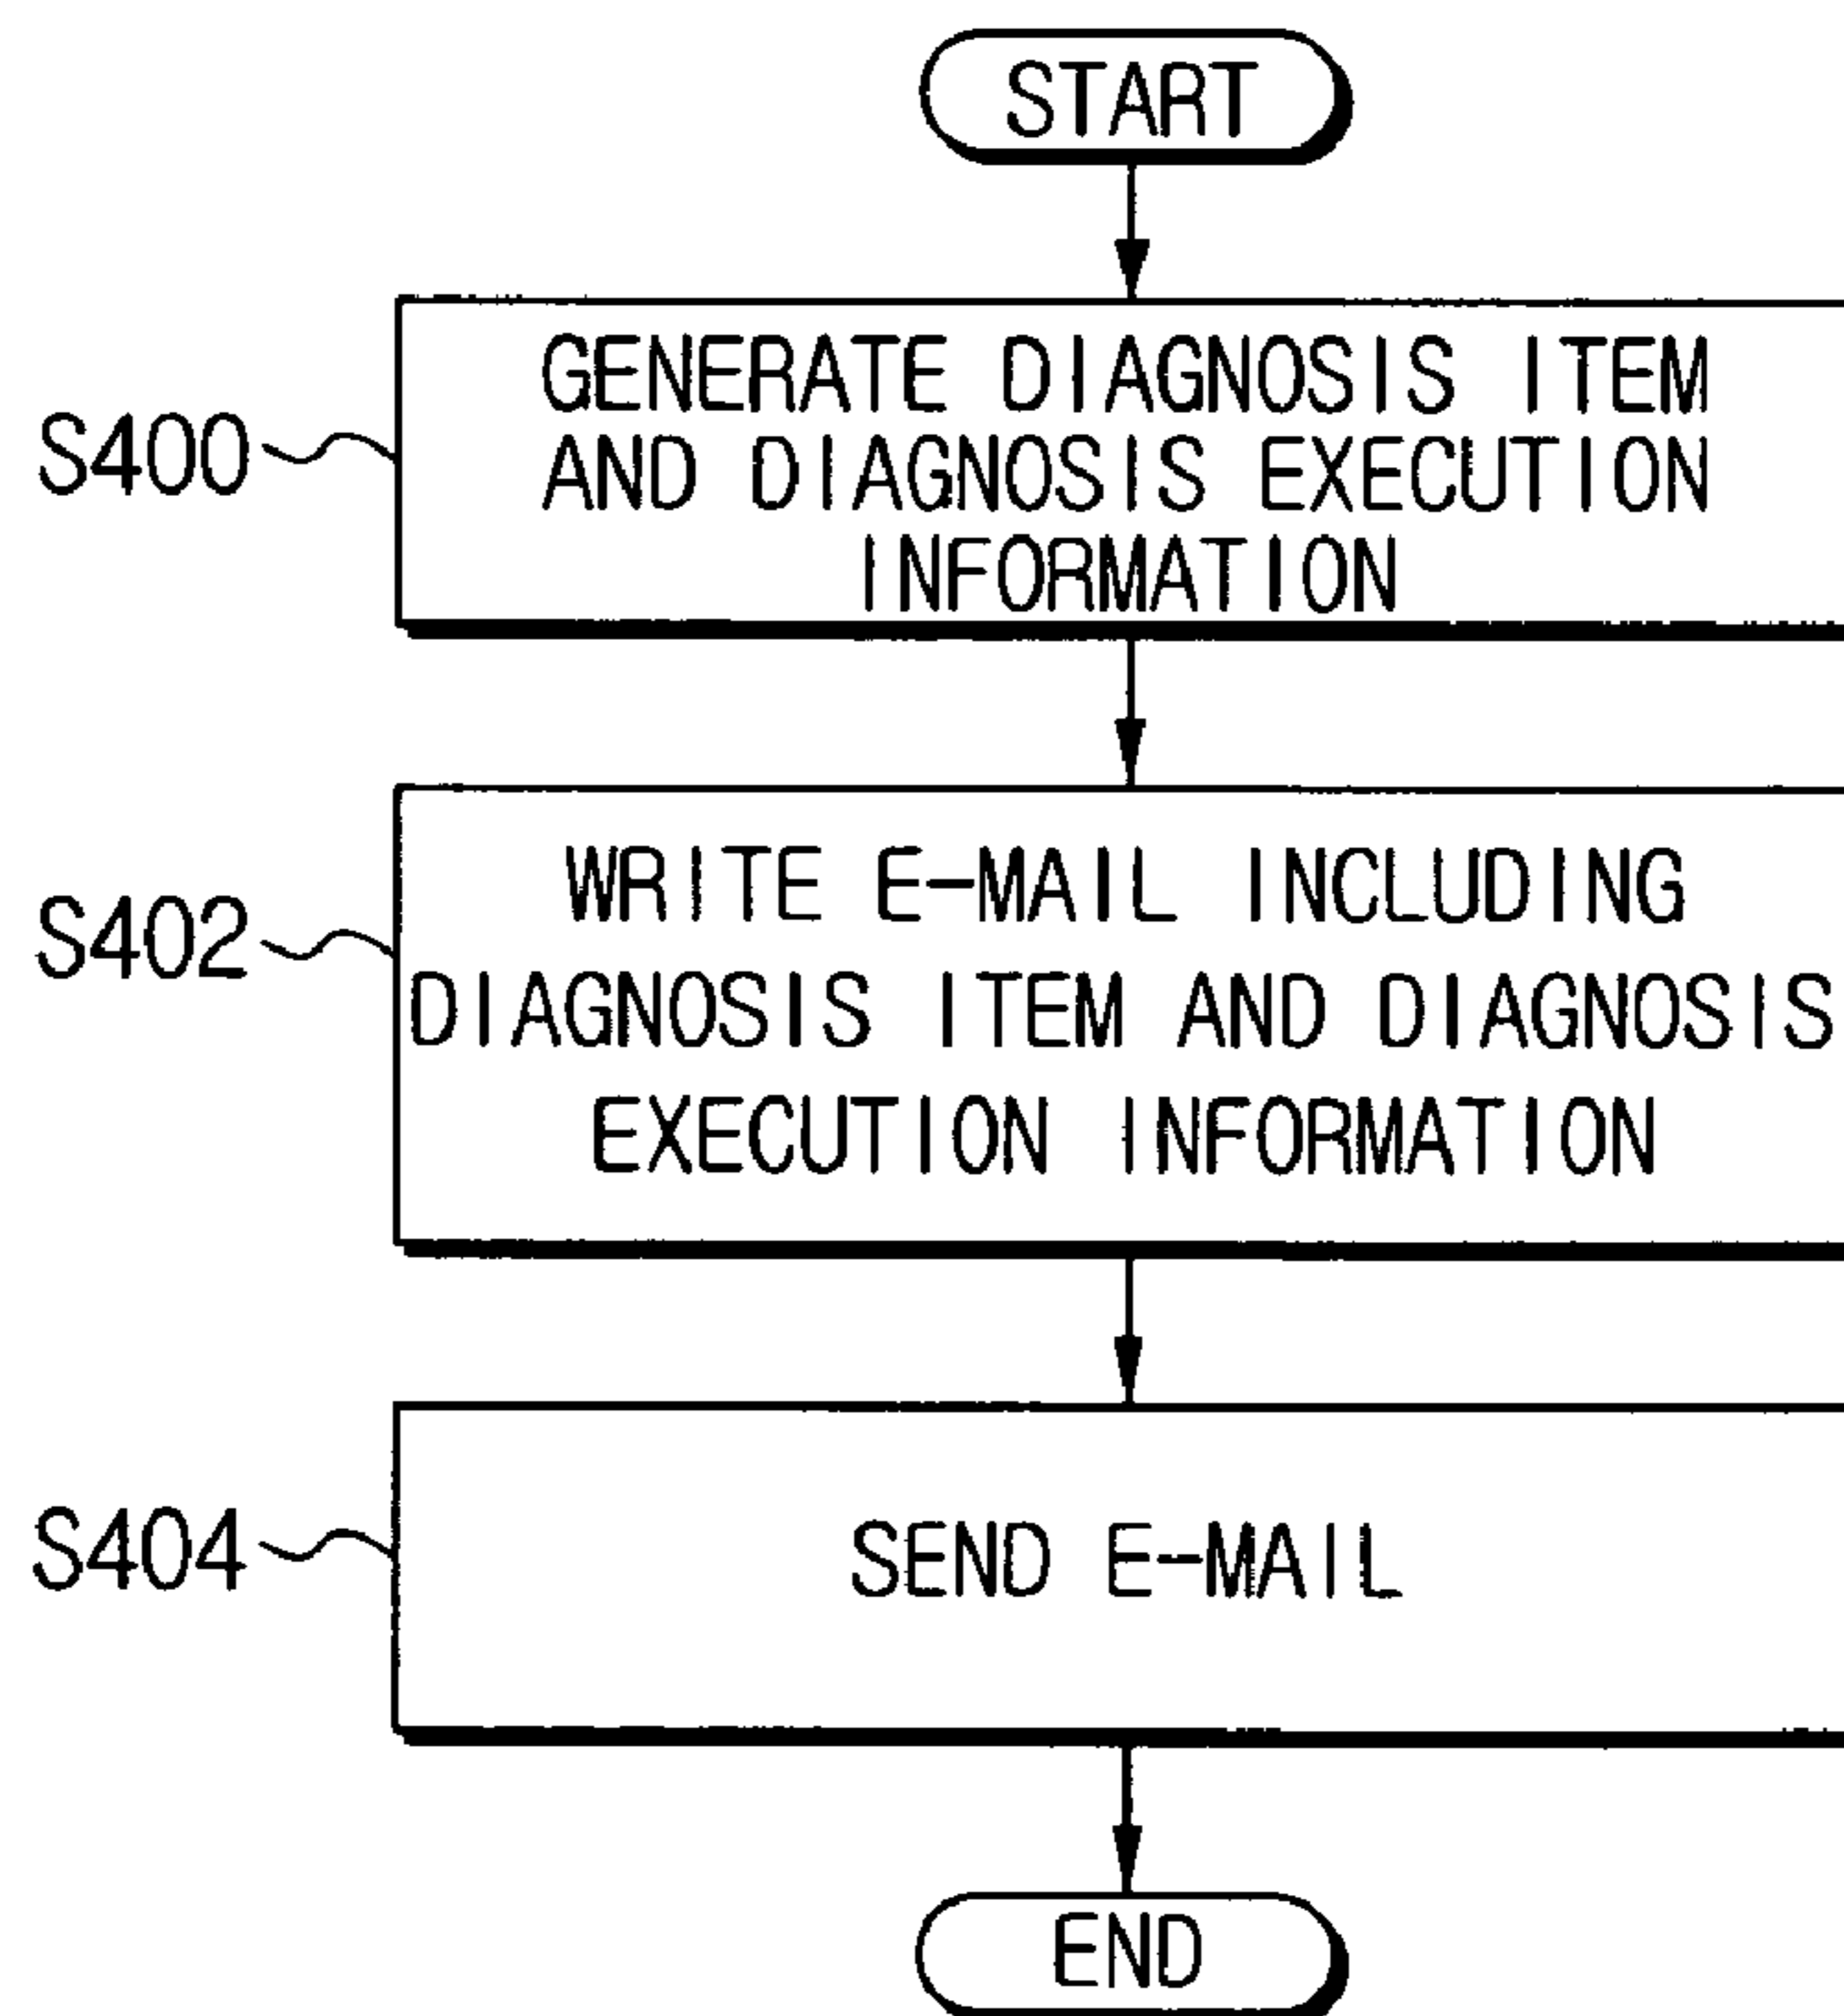 START
S400
GENERATE DIAGNOSIS ITEM
AND DIAGNOSIS EXECUTION
INFORMATION
S402
WRITE E-MAIL INCLUDING
DIAGNOSIS ITEM AND DIAGNOSIS
EXECUTION INFORMATION
S404
SEND E-MAIL
END